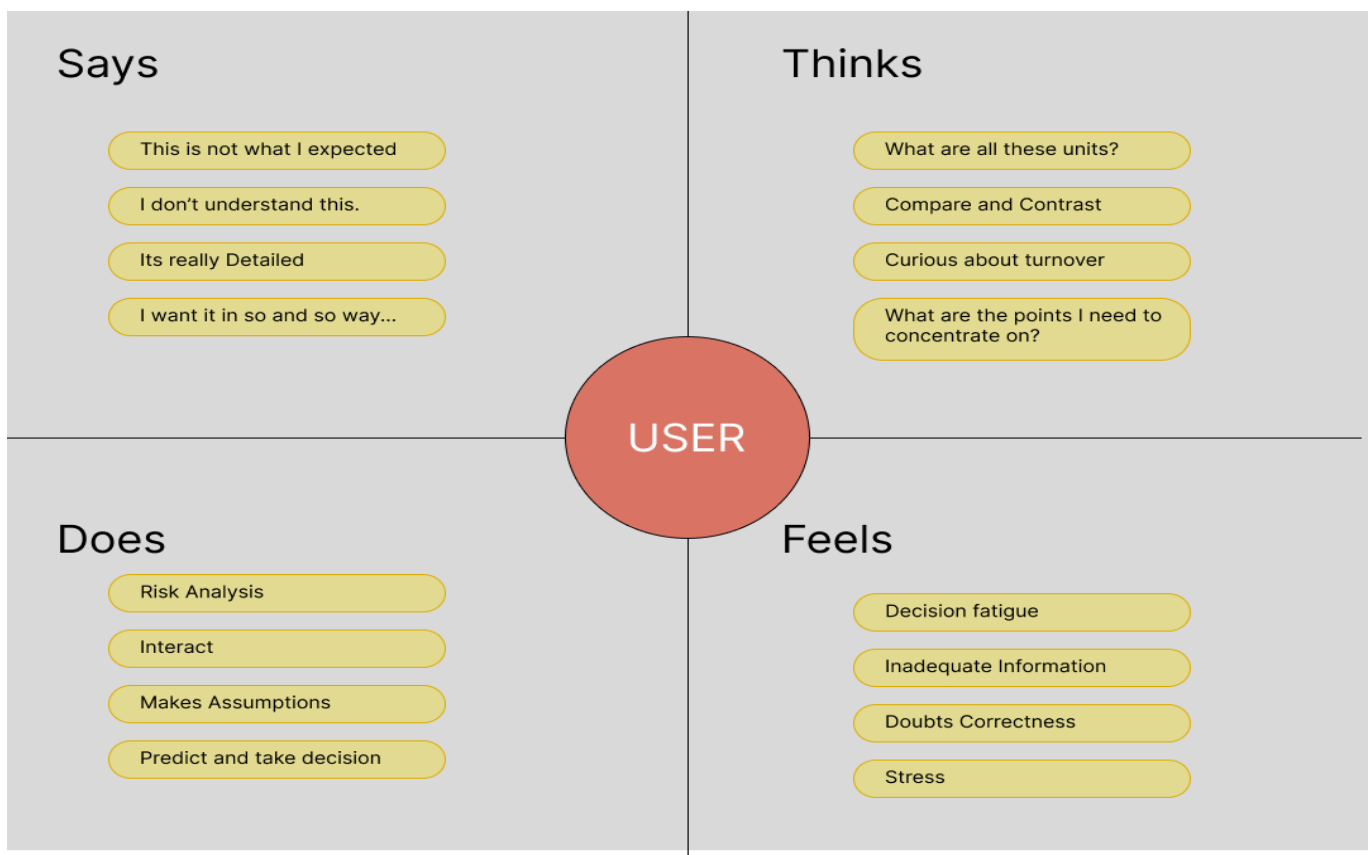 Says
This is not what I expected
I don't understand this.
Its really Detailed
I want it in so and so way...
Thinks
What are all these units?
Compare and Contrast
Curious about turnover
What are the points I need to
concentrate on?
USER
Does
Risk Analysis
Interact
Makes Assumptions
Predict and take decision
Feels
Decision fatigue
Inadequate Information
Doubts Correctness
Stress